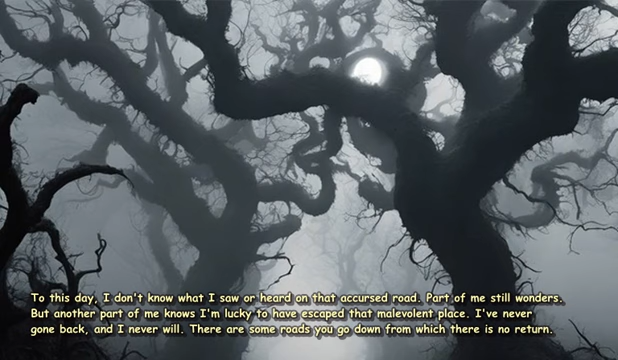 To this day, I don't know what I saw or heard on that accursed road. Part of me still wonders.
But another part of me knows I'm lucky to have escaped that malevolent place. I've never
gone back, and I never will. There are some roads you go down from which there is no return.